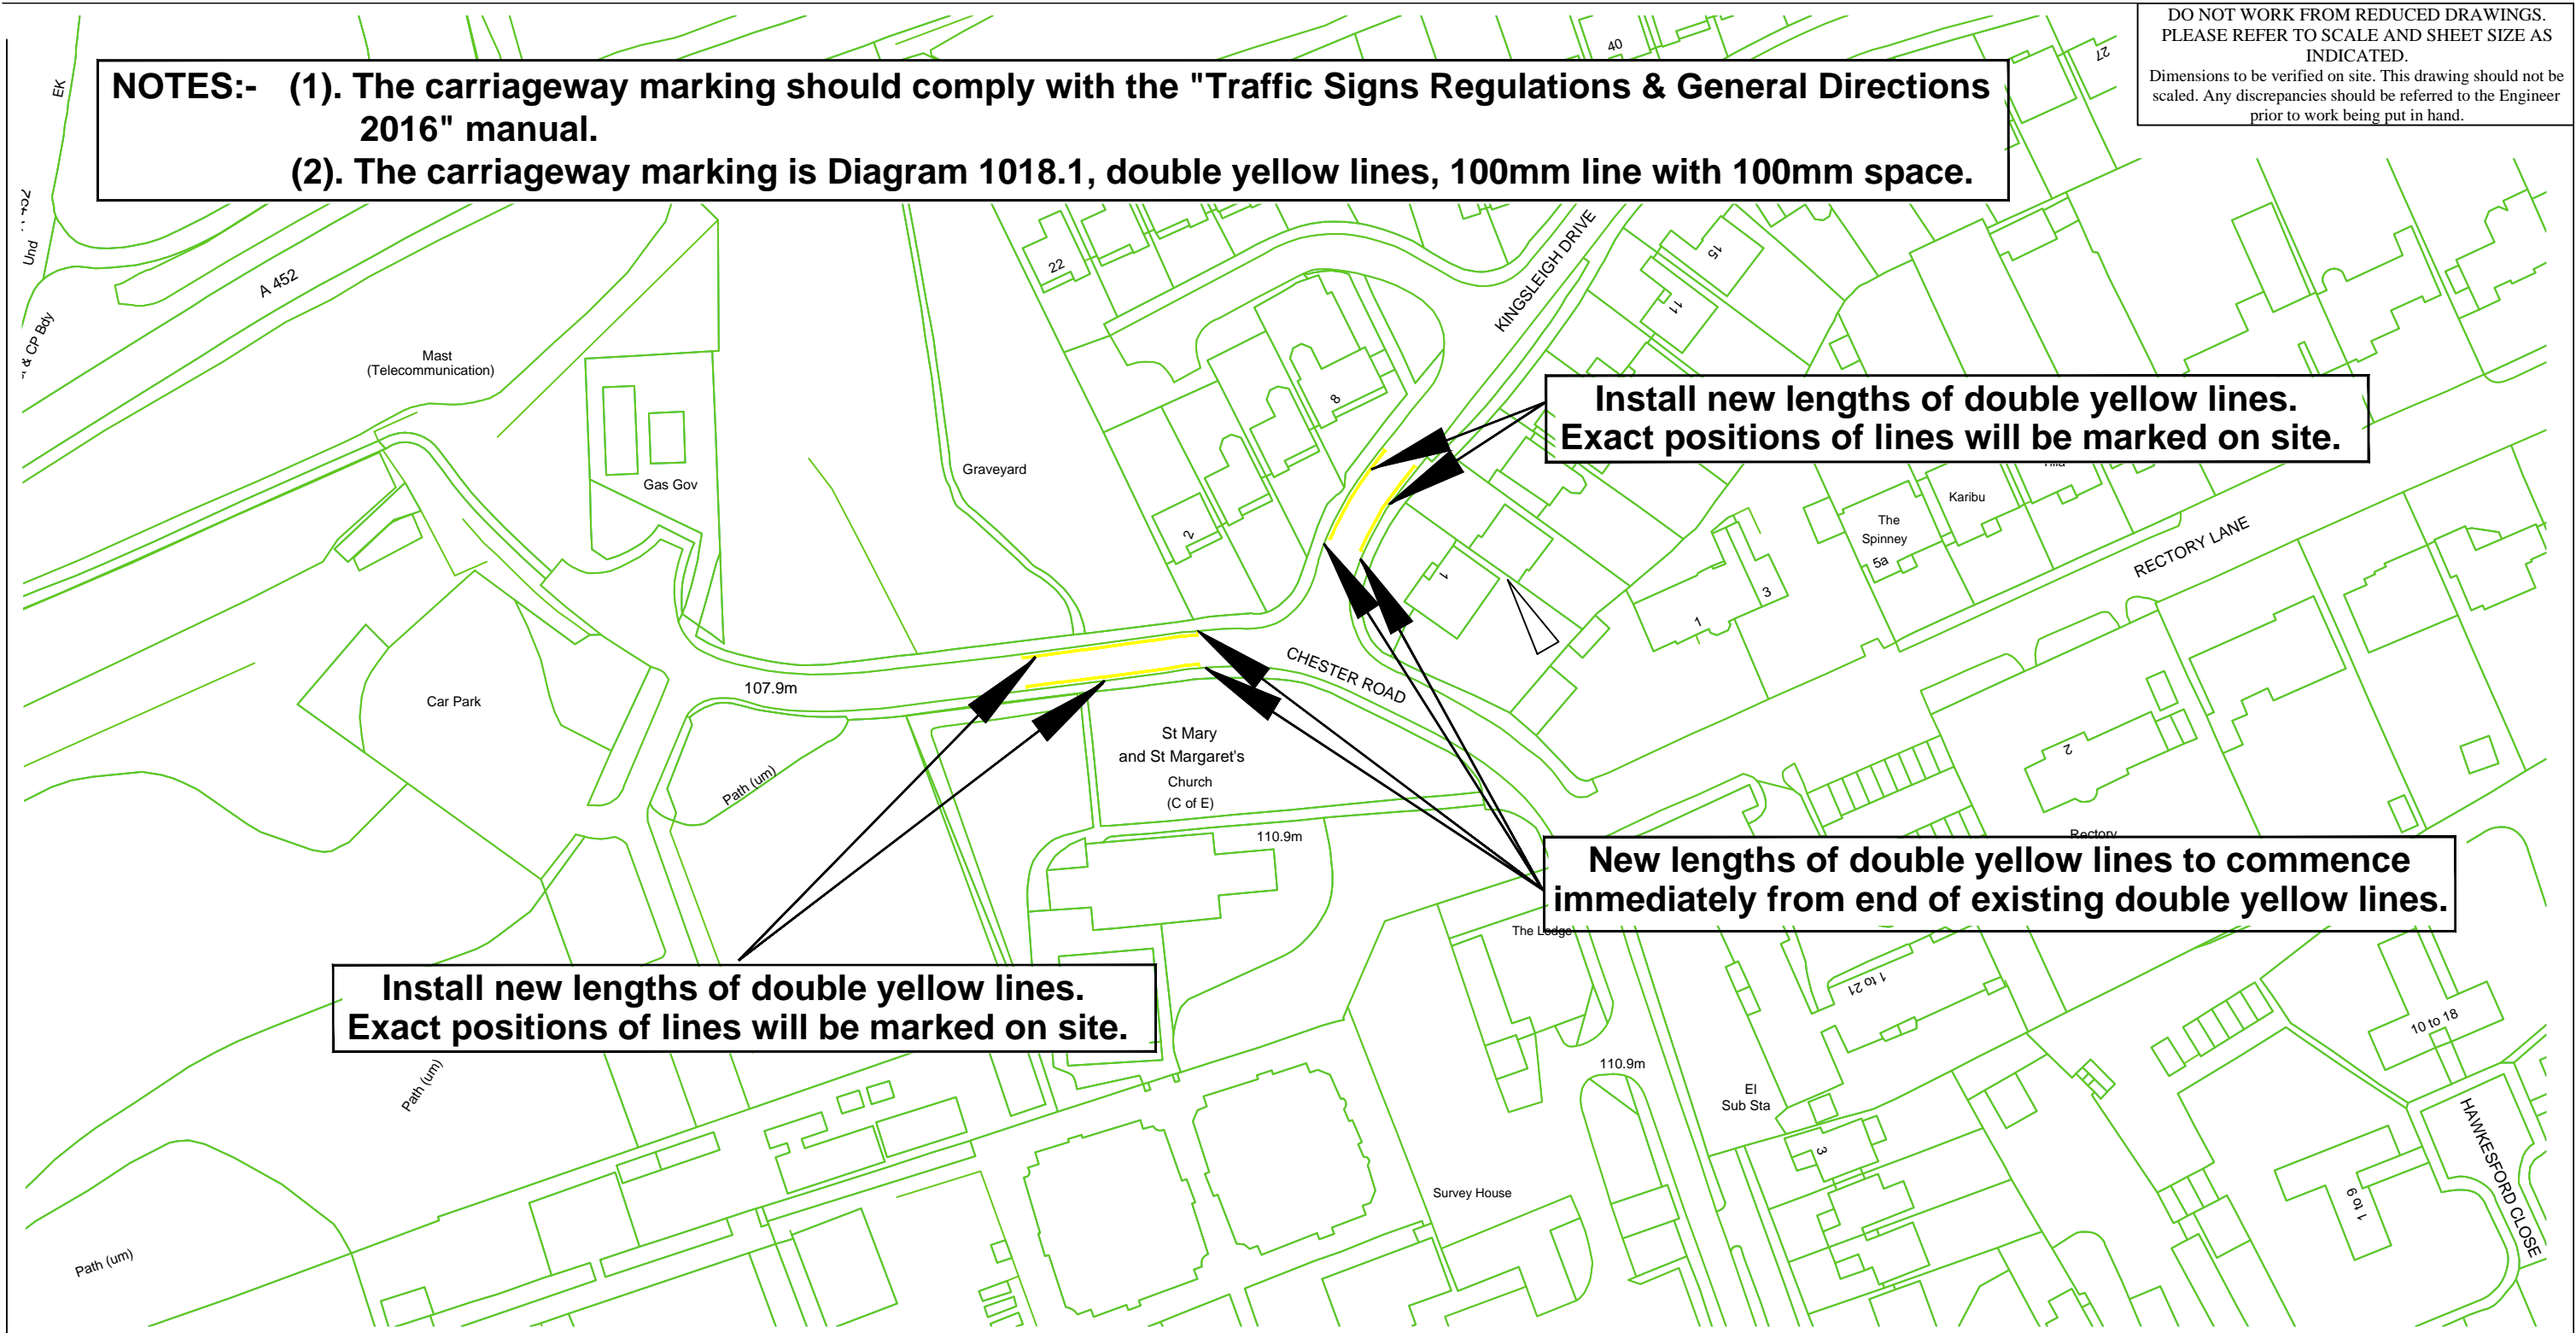 DO NOT WORK FROM REDUCED DRAWINGS.
PLEASE REFER TO SCALE AND SHEET SIZE AS
INDICATED.
Dimensions to be verified on site. This drawing should not be
scaled. Any discrepancies should be referred to the Engineer
prior to work being put in hand.
NOTES:- (1). The carriageway marking should comply with the "Traffic Signs Regulations & General Directions
2016" manual.
(2). The carriageway marking is Diagram 1018.1, double yellow lines, 100mm line with 100mm space.
EK
40
27
Und
A 452
& CP Bdy
22
KINGSLEIGH DRIVE
15
11
Mast
(Telecommunication)
8
Install new lengths of double yellow lines.
Exact positions of lines will be marked on site.
Graveyard
Gas Gov
2
Karibu
The
Spinney
5a
RECTORY LANE
1
3
1
CHESTER ROAD
107.9m
Car Park
St Mary
and St Margaret's
Church
(C of E)
Path (um)
2
110.9m
Rectory
New lengths of double yellow lines to commence
immediately from end of existing double yellow lines.
The Lodge
Install new lengths of double yellow lines.
Exact positions of lines will be marked on site.
1 to 21
10 to 18
Path (um)
110.9m
El
Sub Sta
HAWKESFORD CLOSE
3
Survey House
1 to 9
Path (um)